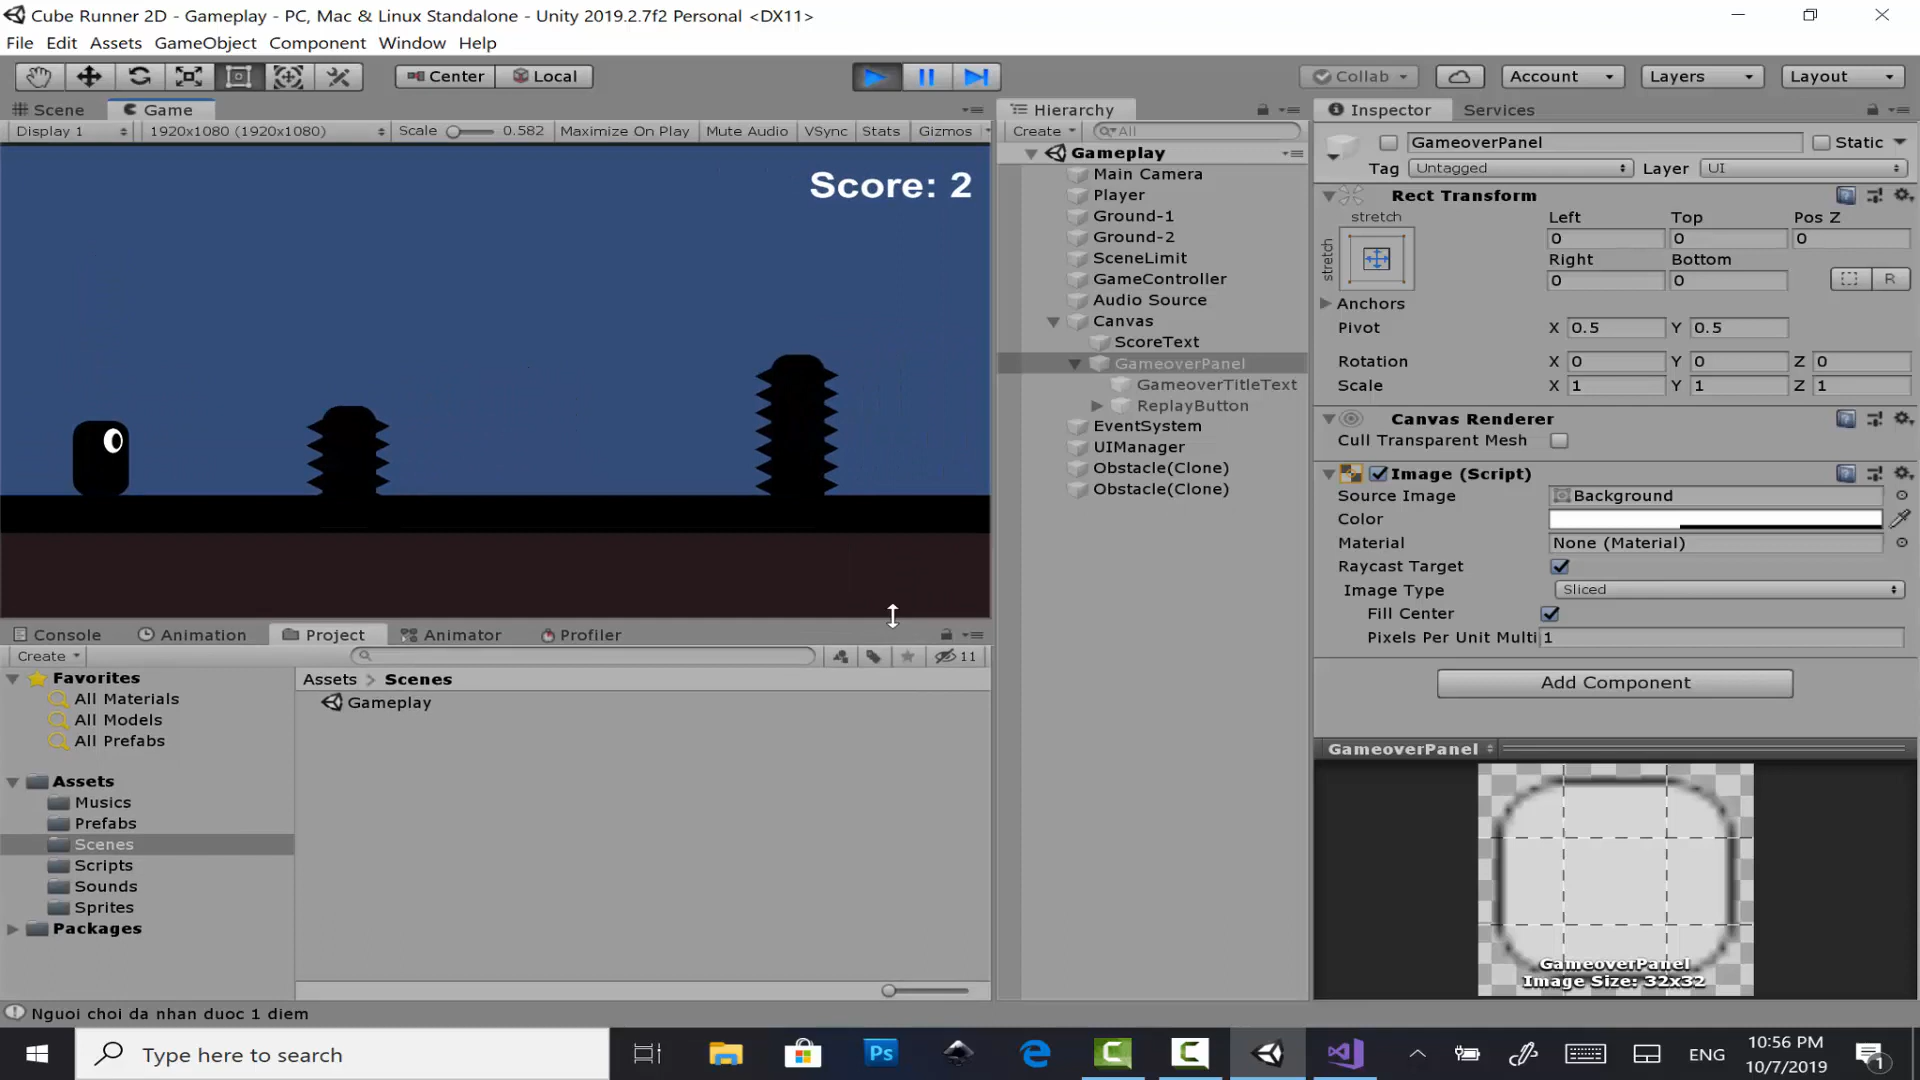 Cube Runner 2D - Gameplay - PC, Mac & Linux Standalone - Unity 2019.2.7f2 Personal <DX11>
File Edit Assets GameObject Component Window Help
Center Local Collab Account Layers Layout
Scene Game
Display 1 1920x1080 (1920x1080) Scale 0.582 Maximize On Play Mute Audio VSync Stats Gizmos
Score: 2
Hierarchy
Create All
Gameplay
Main Camera
Player
Ground-1
Ground-2
SceneLimit
GameController
Audio Source
Canvas
ScoreText
GameoverPanel
GameoverTitleText
ReplayButton
EventSystem
UIManager
Obstacle(Clone)
Obstacle(Clone)
Inspector Services
GameoverPanel Static
Tag Untagged Layer UI
Rect Transform
stretch Left Top Pos Z
stretch 0 0 0
Right Bottom
0 0 R
Anchors
Pivot X 0.5 Y 0.5
Rotation X 0 Y 0 Z 0
Scale X 1 Y 1 Z 1
Canvas Renderer
Cull Transparent Mesh
Image (Script)
Source Image Background
Color
Material None (Material)
Raycast Target
Image Type Sliced
Fill Center
Pixels Per Unit Multi 1
Add Component
GameoverPanel
GameoverPanel
Image Size: 32x32
Console Animation Project Animator Profiler
Create 11
Favorites
All Materials
All Models
All Prefabs
Assets
Musics
Prefabs
Scenes
Scripts
Sounds
Sprites
Packages
Assets > Scenes
Gameplay
Nguoi choi da nhan duoc 1 diem
Type here to search
Ps
ENG
10:56 PM
10/7/2019
1